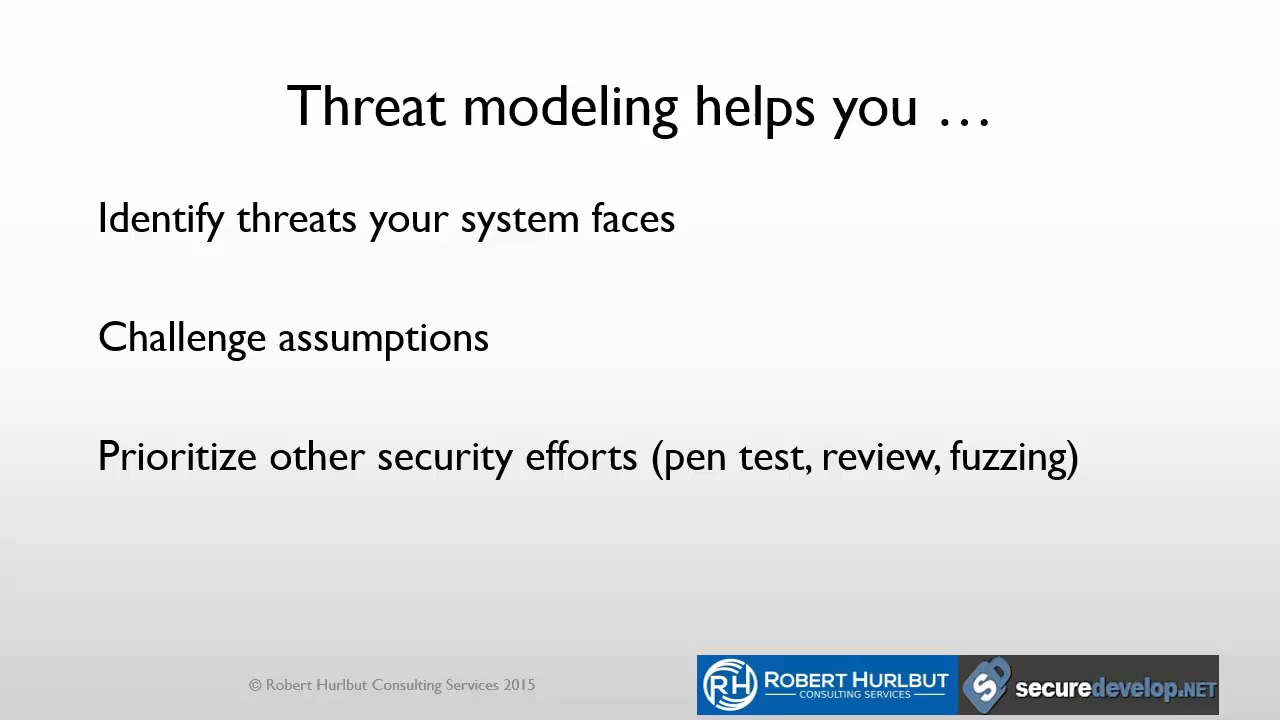 Threat modeling helps you …
Identify threats your system faces
Challenge assumptions
Prioritize other security efforts (pen test, review, fuzzing)
© Robert Hurlbut Consulting Services 2015
RH
ROBERT HURLBUT
CONSULTING SERVICES
S
securedevelop.NET